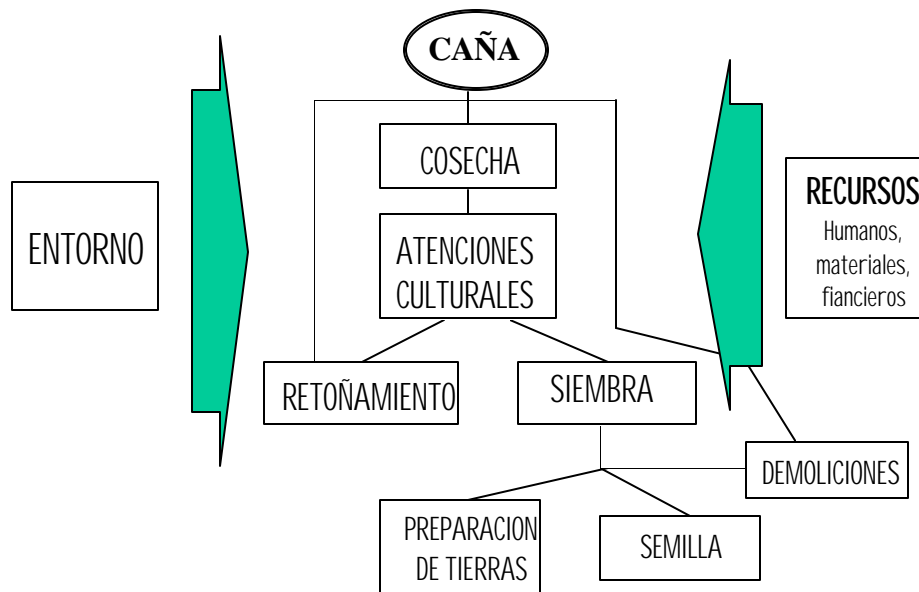 CAÑA
COSECHA
ENTORNO
ATENCIONES
CULTURALES
RECURSOS
Humanos,
materiales,
fiancieros
RETOÑAMIENTO
SIEMBRA
DEMOLICIONES
PREPARACION
DE TIERRAS
SEMILLA